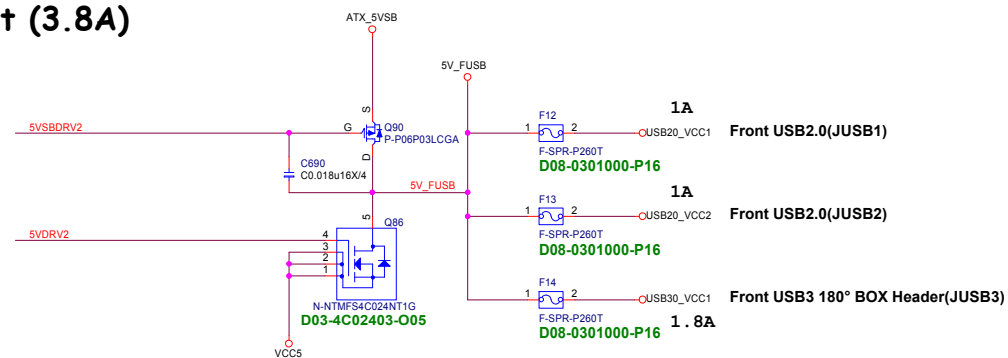 t (3.8A)
ATX_5VSB
5V_FUSB
5VSBDRV2
G
S
D
Q90
P-P06P03LCGA
C690
C0.018u16X/4
5V_FUSB
5VDRV2
5
Q86
4
3
2
1
N-NTMFS4C024NT1G
D03-4C02403-O05
VCC5
1A
F12
1
2
USB20_VCC1
Front USB2.0(JUSB1)
F-SPR-P260T
D08-0301000-P16
1A
F13
1
2
USB20_VCC2
Front USB2.0(JUSB2)
F-SPR-P260T
D08-0301000-P16
F14
1
2
USB30_VCC1
Front USB3 180° BOX Header(JUSB3)
F-SPR-P260T
D08-0301000-P16
1.8A